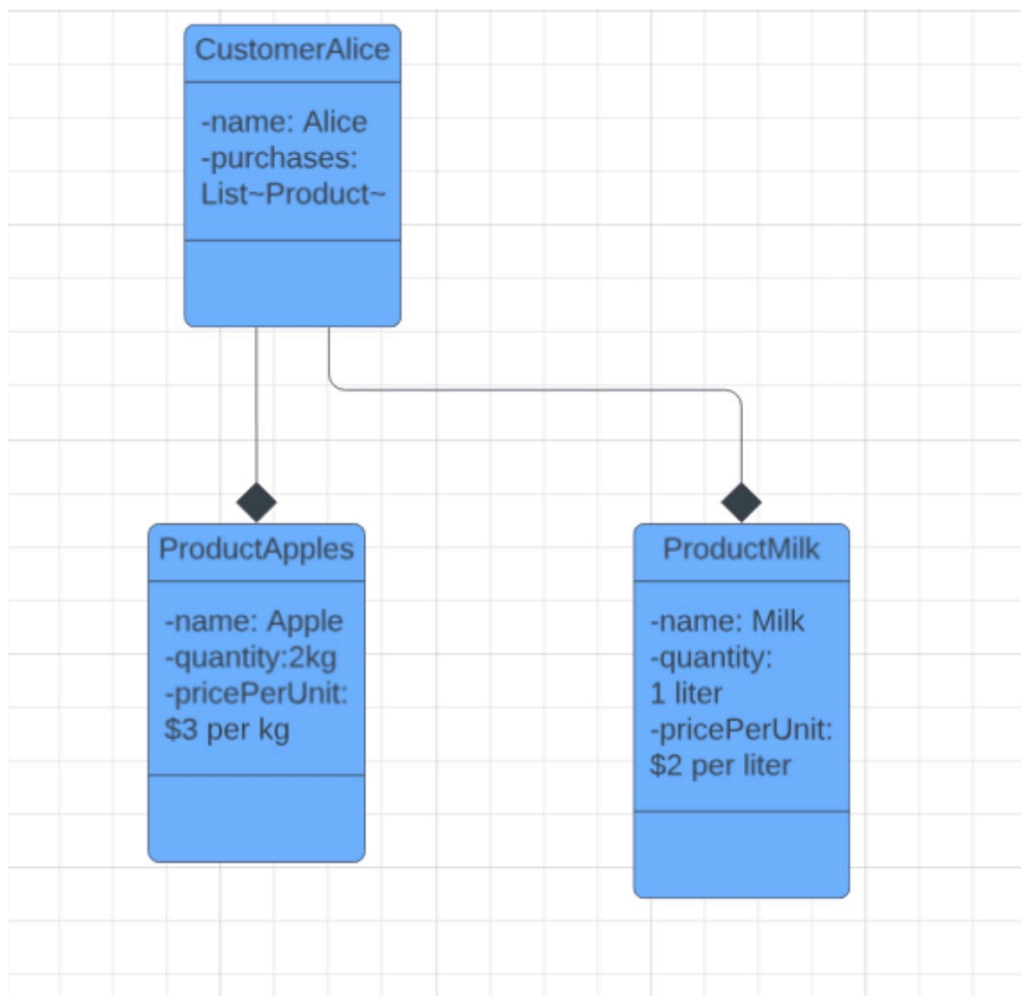 CustomerAlice
-name: Alice
-purchases:
List~Product~
ProductApples
-name: Apple
-quantity:2kg
-pricePerUnit:
$3 per kg
ProductMilk
-name: Milk
-quantity:
1 liter
-pricePerUnit:
$2 per liter